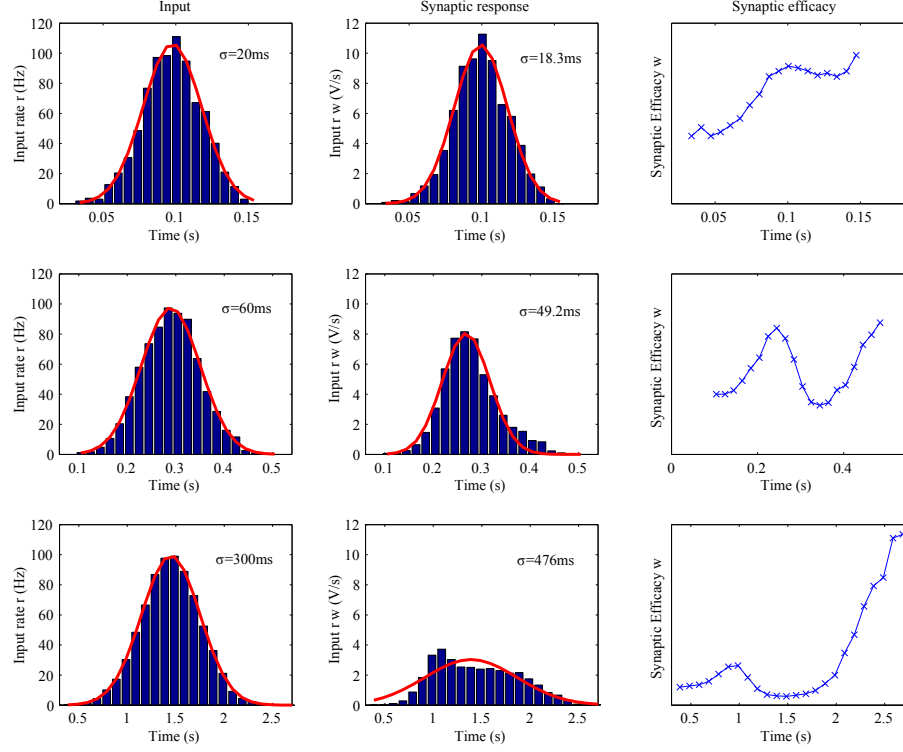 Input
Synaptic response
Synaptic efficacy
120
100
80
60
40
20
0
Input rate r (Hz)
σ=20ms
0.05
0.1
0.15
Time (s)
12
10
8
6
4
2
0
Input r w (V/s)
σ=18.3ms
0.05
0.1
0.15
Time (s)
Synaptic Efficacy w
0.05
0.1
0.15
Time (s)
120
100
80
60
40
20
0
Input rate r (Hz)
σ=60ms
0.1
0.2
0.3
0.4
0.5
Time (s)
12
10
8
6
4
2
0
Input r w (V/s)
σ=49.2ms
0.1
0.2
0.3
0.4
0.5
Time (s)
Synaptic Efficacy w
0
0.2
0.4
Time (s)
120
100
80
60
40
20
0
Input rate r (Hz)
σ=300ms
0.5
1
1.5
2
2.5
Time (s)
12
10
8
6
4
2
0
Input r w (V/s)
σ=476ms
0.5
1
1.5
2
2.5
Time (s)
Synaptic Efficacy w
0.5
1
1.5
2
2.5
Time (s)